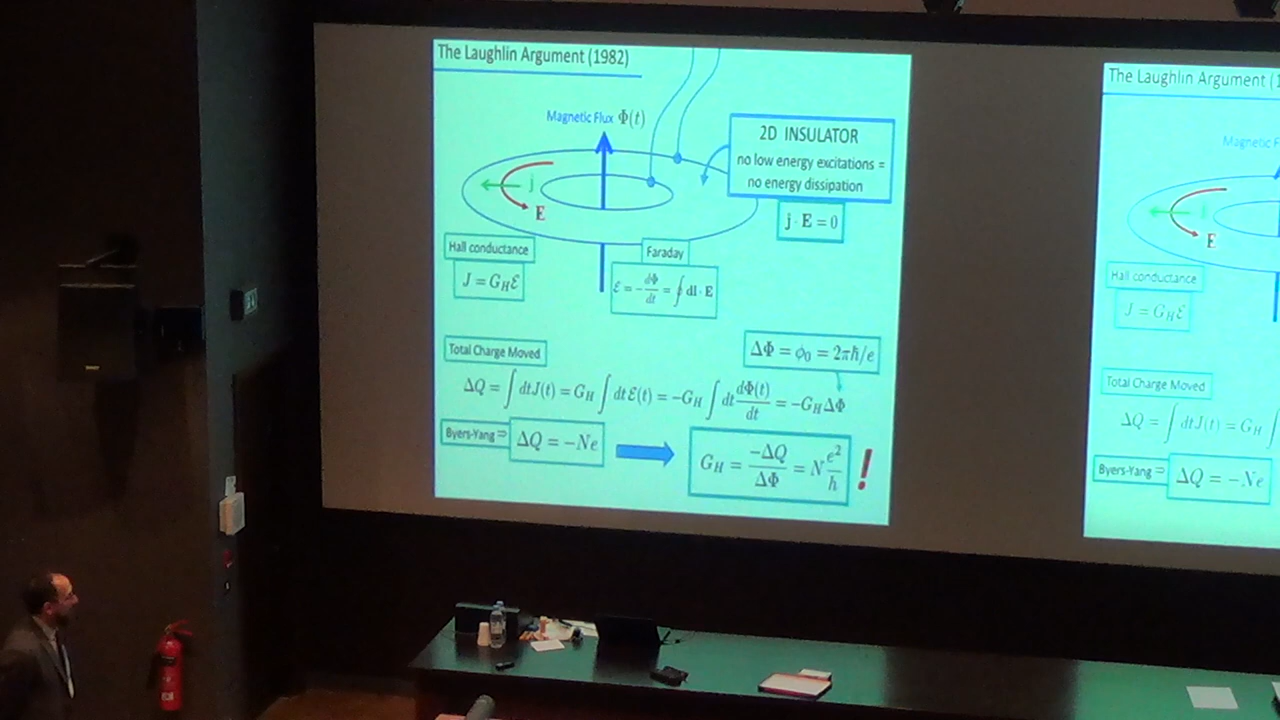 The Laughlin Argument (1982)
Magnetic Flux Φ(t)
2D INSULATOR
no low energy excitations =
no energy dissipation
j
E
j · E = 0
Hall conductance
J = G_H ℰ
Faraday
ℰ = − dΦ/dt = ∮ dl · E
Total Charge Moved
ΔΦ = ϕ₀ = 2πℏ/e
ΔQ = ∫ dtJ(t) = G_H ∫ dt ℰ(t) = −G_H ∫ dt dΦ(t)/dt = −G_H ΔΦ
Byers-Yang ⇒ ΔQ = −Ne
G_H = −ΔQ/ΔΦ = N e²/h !
The Laughlin Argument (1
Magnetic F
j
E
Hall conductance
J = G_H ℰ
Total Charge Moved
ΔQ = ∫ dtJ(t) = G_H ∫
Byers-Yang ⇒ ΔQ = −Ne